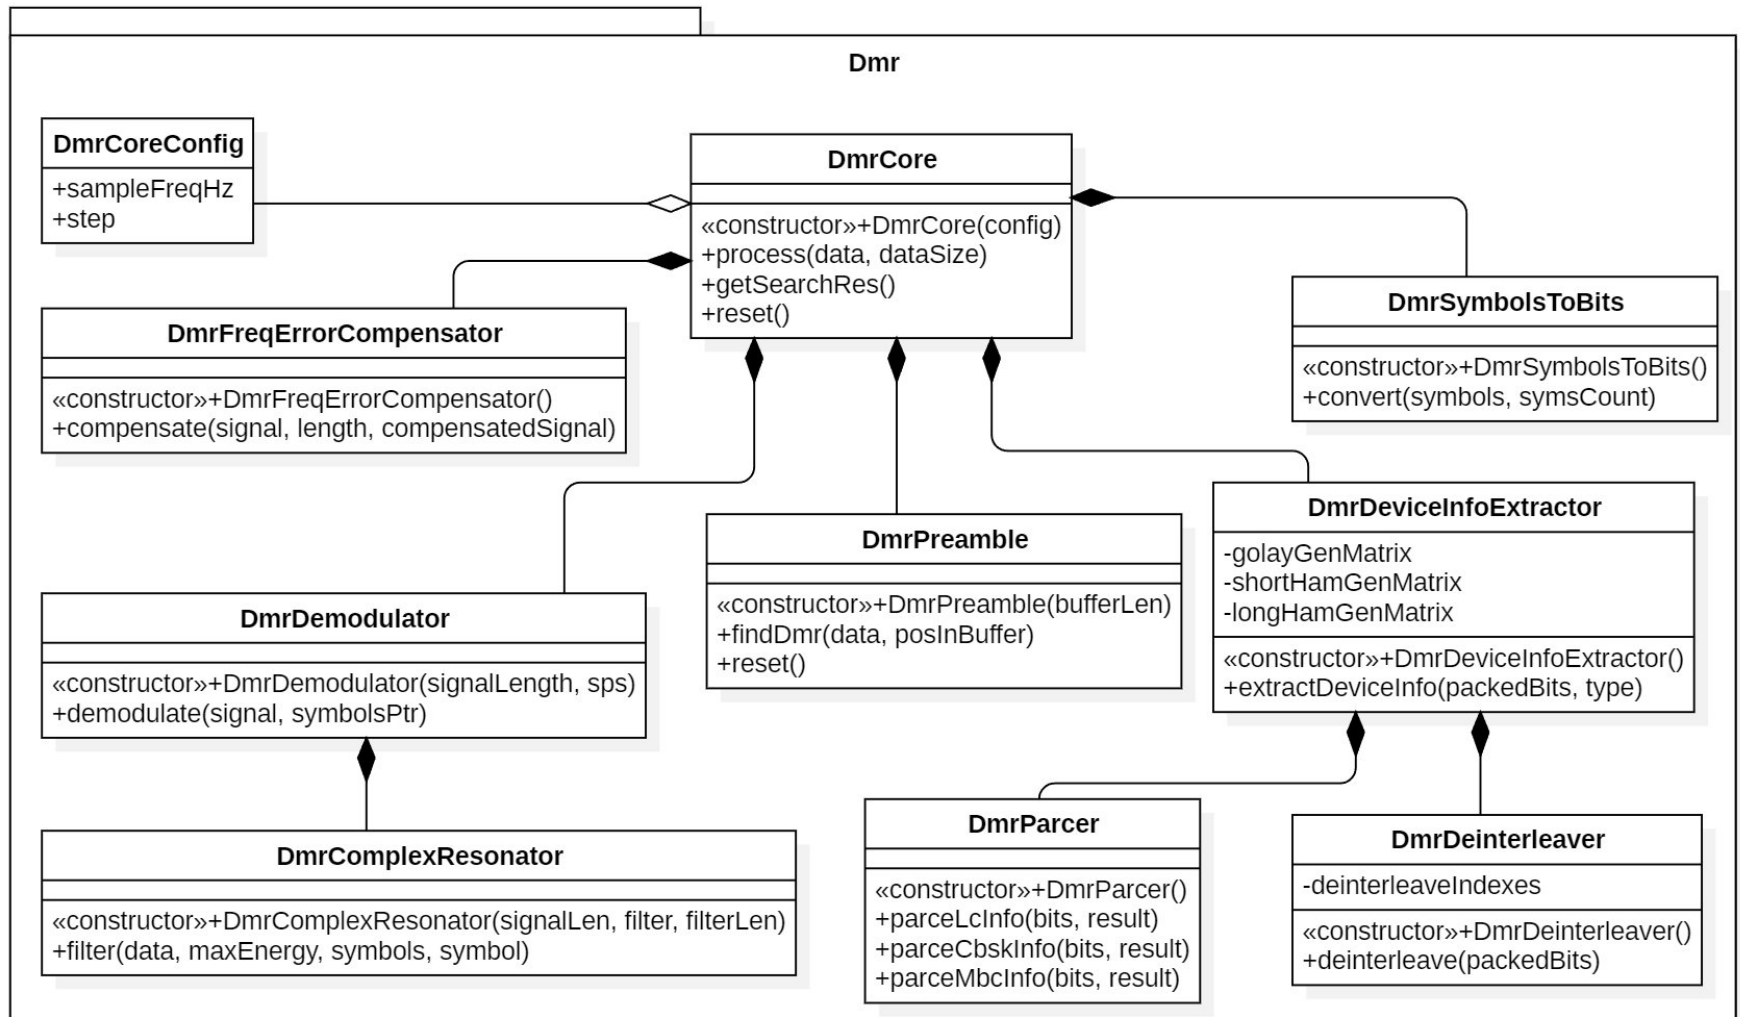 Dmr
DmrCoreConfig
+sampleFreqHz
+step
DmrCore
«constructor»+DmrCore(config)
+process(data, dataSize)
+getSearchRes()
+reset()
DmrSymbolsToBits
«constructor»+DmrSymbolsToBits()
+convert(symbols, symsCount)
DmrFreqErrorCompensator
«constructor»+DmrFreqErrorCompensator()
+compensate(signal, length, compensatedSignal)
DmrDeviceInfoExtractor
-golayGenMatrix
-shortHamGenMatrix
-longHamGenMatrix
«constructor»+DmrDeviceInfoExtractor()
+extractDeviceInfo(packedBits, type)
DmrPreamble
«constructor»+DmrPreamble(bufferLen)
+findDmr(data, posInBuffer)
+reset()
DmrDemodulator
«constructor»+DmrDemodulator(signalLength, sps)
+demodulate(signal, symbolsPtr)
DmrComplexResonator
«constructor»+DmrComplexResonator(signalLen, filter, filterLen)
+filter(data, maxEnergy, symbols, symbol)
DmrParcer
«constructor»+DmrParcer()
+parceLcInfo(bits, result)
+parceCbskInfo(bits, result)
+parceMbcInfo(bits, result)
DmrDeinterleaver
-deinterleaveIndexes
«constructor»+DmrDeinterleaver()
+deinterleave(packedBits)